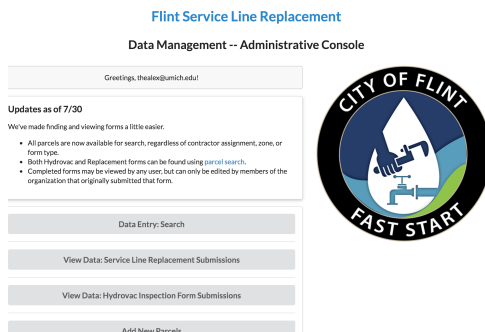 Flint Service Line Replacement
Data Management -- Administrative Console
Greetings, thealex@umich.edu!
Updates as of 7/30
We've made finding and viewing forms a little easier.
• All parcels are now available for search, regardless of contractor assignment, zone, or
form type.
• Both Hydrovac and Replacement forms can be found using parcel search.
• Completed forms may be viewed by any user, but can only be edited by members of the
organization that originally submitted that form.
Data Entry: Search
View Data: Service Line Replacement Submissions
View Data: Hydrovac Inspection Form Submissions
Add New Parcels
CITY OF FLINT
FAST START